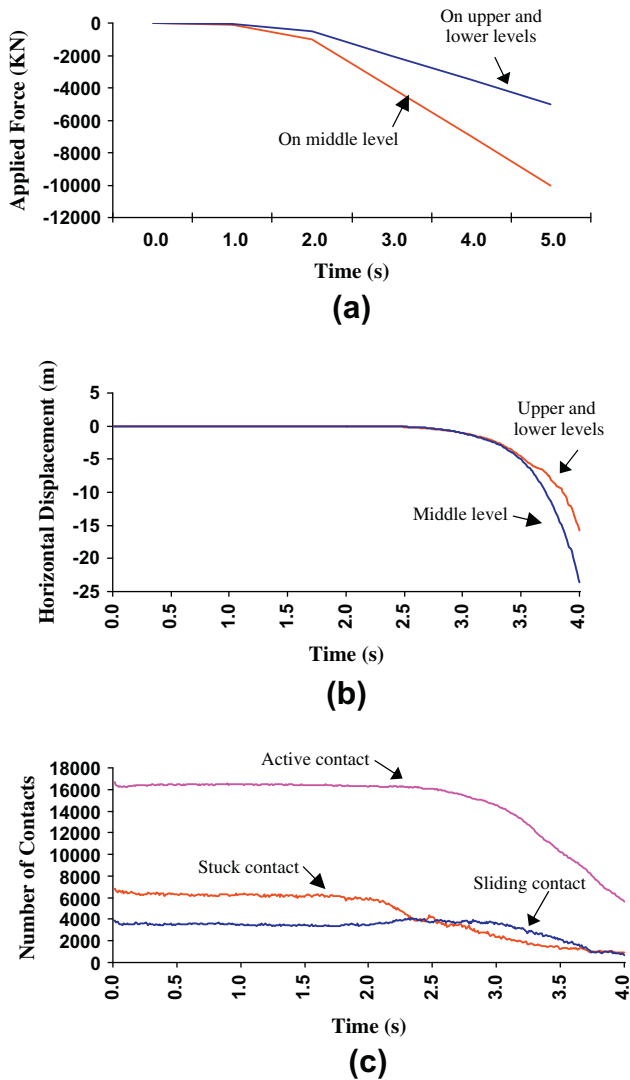 0
-2000
-4000
-6000
-8000
-10000
-12000
Applied Force (KN)
On upper and
lower levels
On middle level
0.0 1.0 2.0 3.0 4.0 5.0
Time (s)
(a)
5
0
-5
-10
-15
-20
-25
Horizontal Displacement (m)
Upper and
lower levels
Middle level
0.0 0.5 1.0 1.5 2.0 2.5 3.0 3.5 4.0
Time (s)
(b)
18000
16000
14000
12000
10000
8000
6000
4000
2000
0
Number of Contacts
Active contact
Stuck contact
Sliding contact
0.0 0.5 1.0 1.5 2.0 2.5 3.0 3.5 4.0
Time (s)
(c)